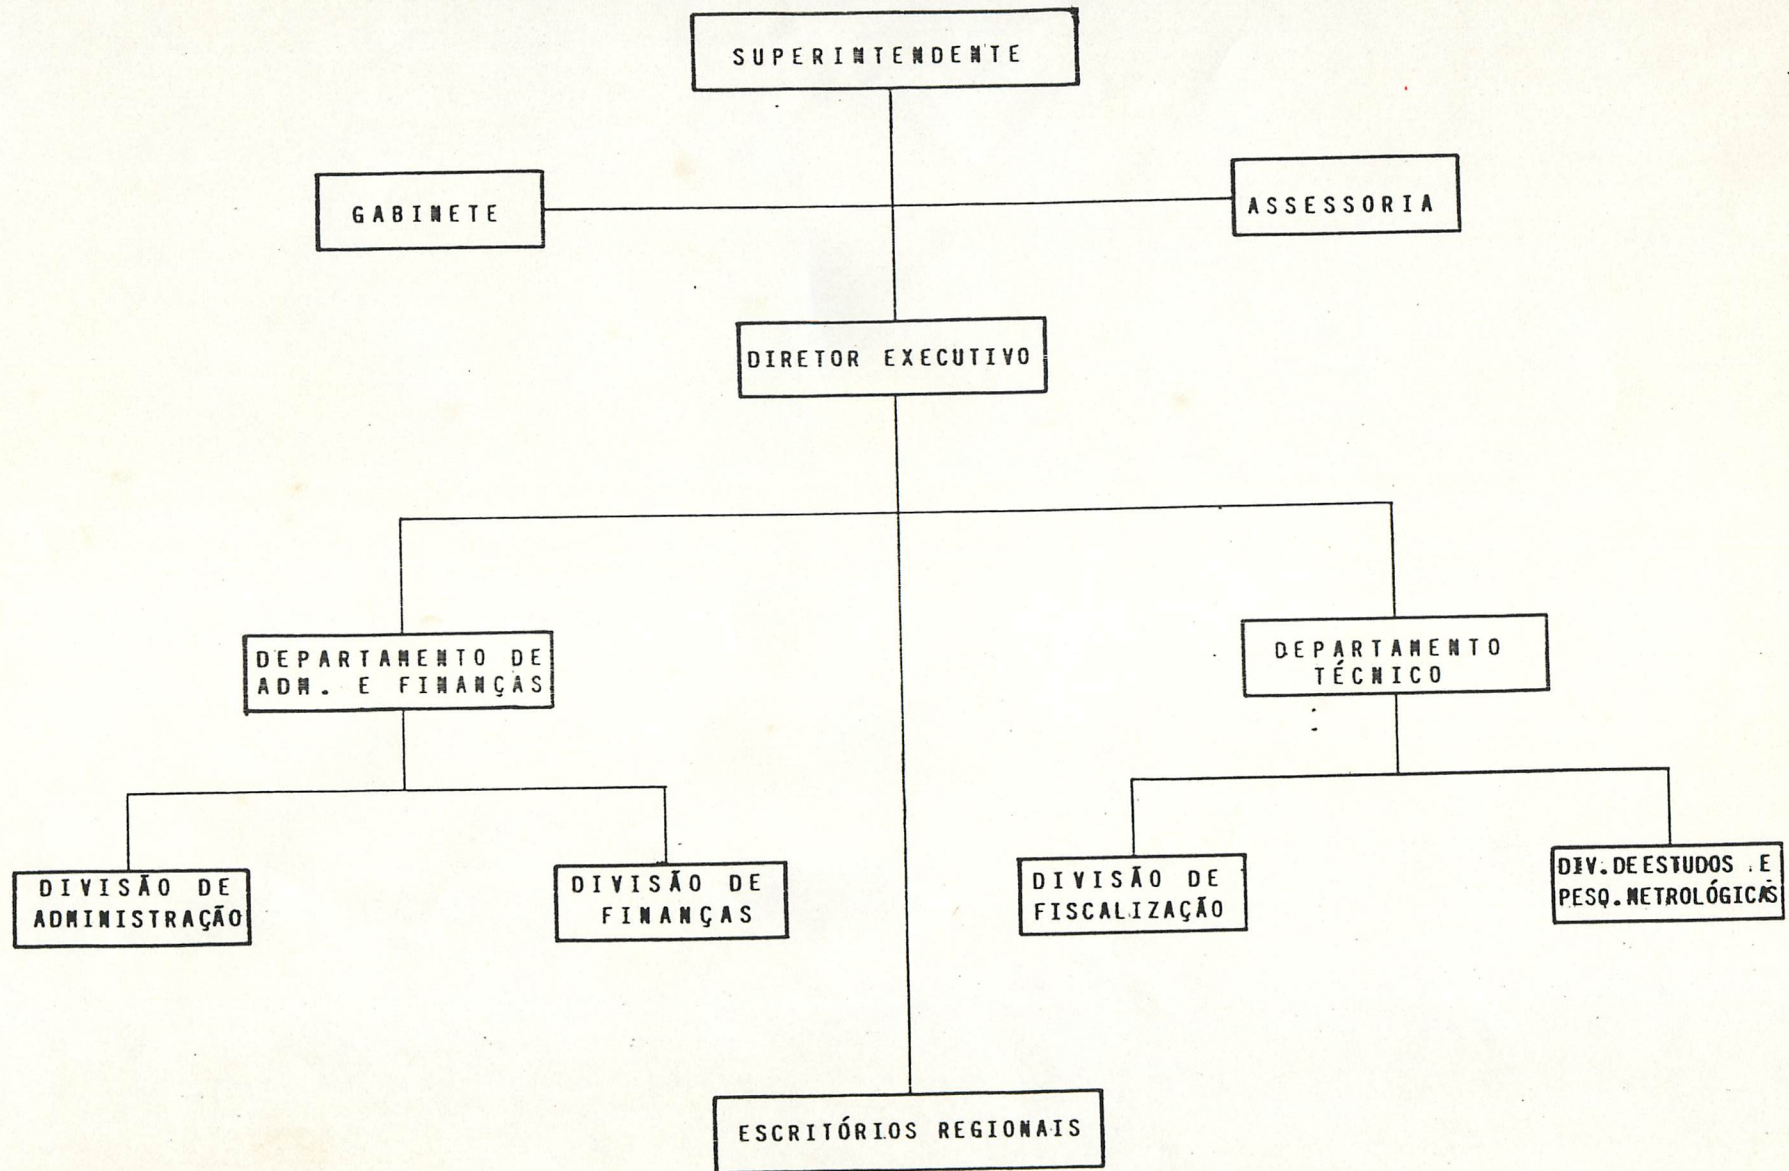 SUPERINTENDENTE
GABINETE
ASSESSORIA
DIRETOR EXECUTIVO
DEPARTAMENTO DE
ADM. E FINANÇAS
DEPARTAMENTO
TÉCNICO
DIVISÃO DE
ADMINISTRAÇÃO
DIVISÃO DE
FINANÇAS
DIVISÃO DE
FISCALIZAÇÃO
DIV. DE ESTUDOS E
PESQ. METROLÓGICAS
ESCRITÓRIOS REGIONAIS